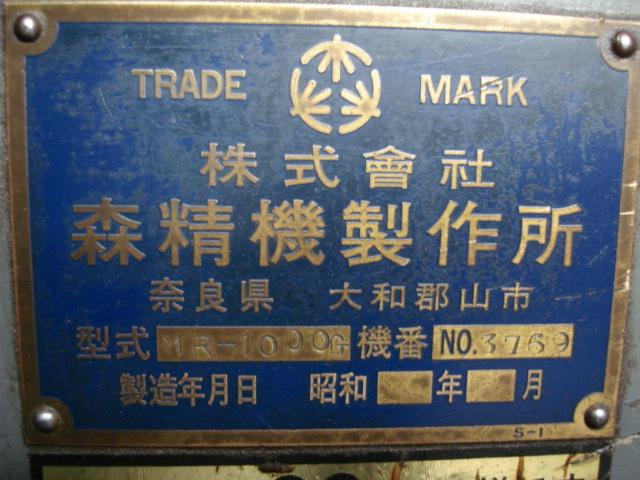 TRADE MARK
株式會社
森精機製作所
奈良県 大和郡山市
型式 MR-1000G 機番 NO.3769
製造年月日 昭和 年 月
S-1